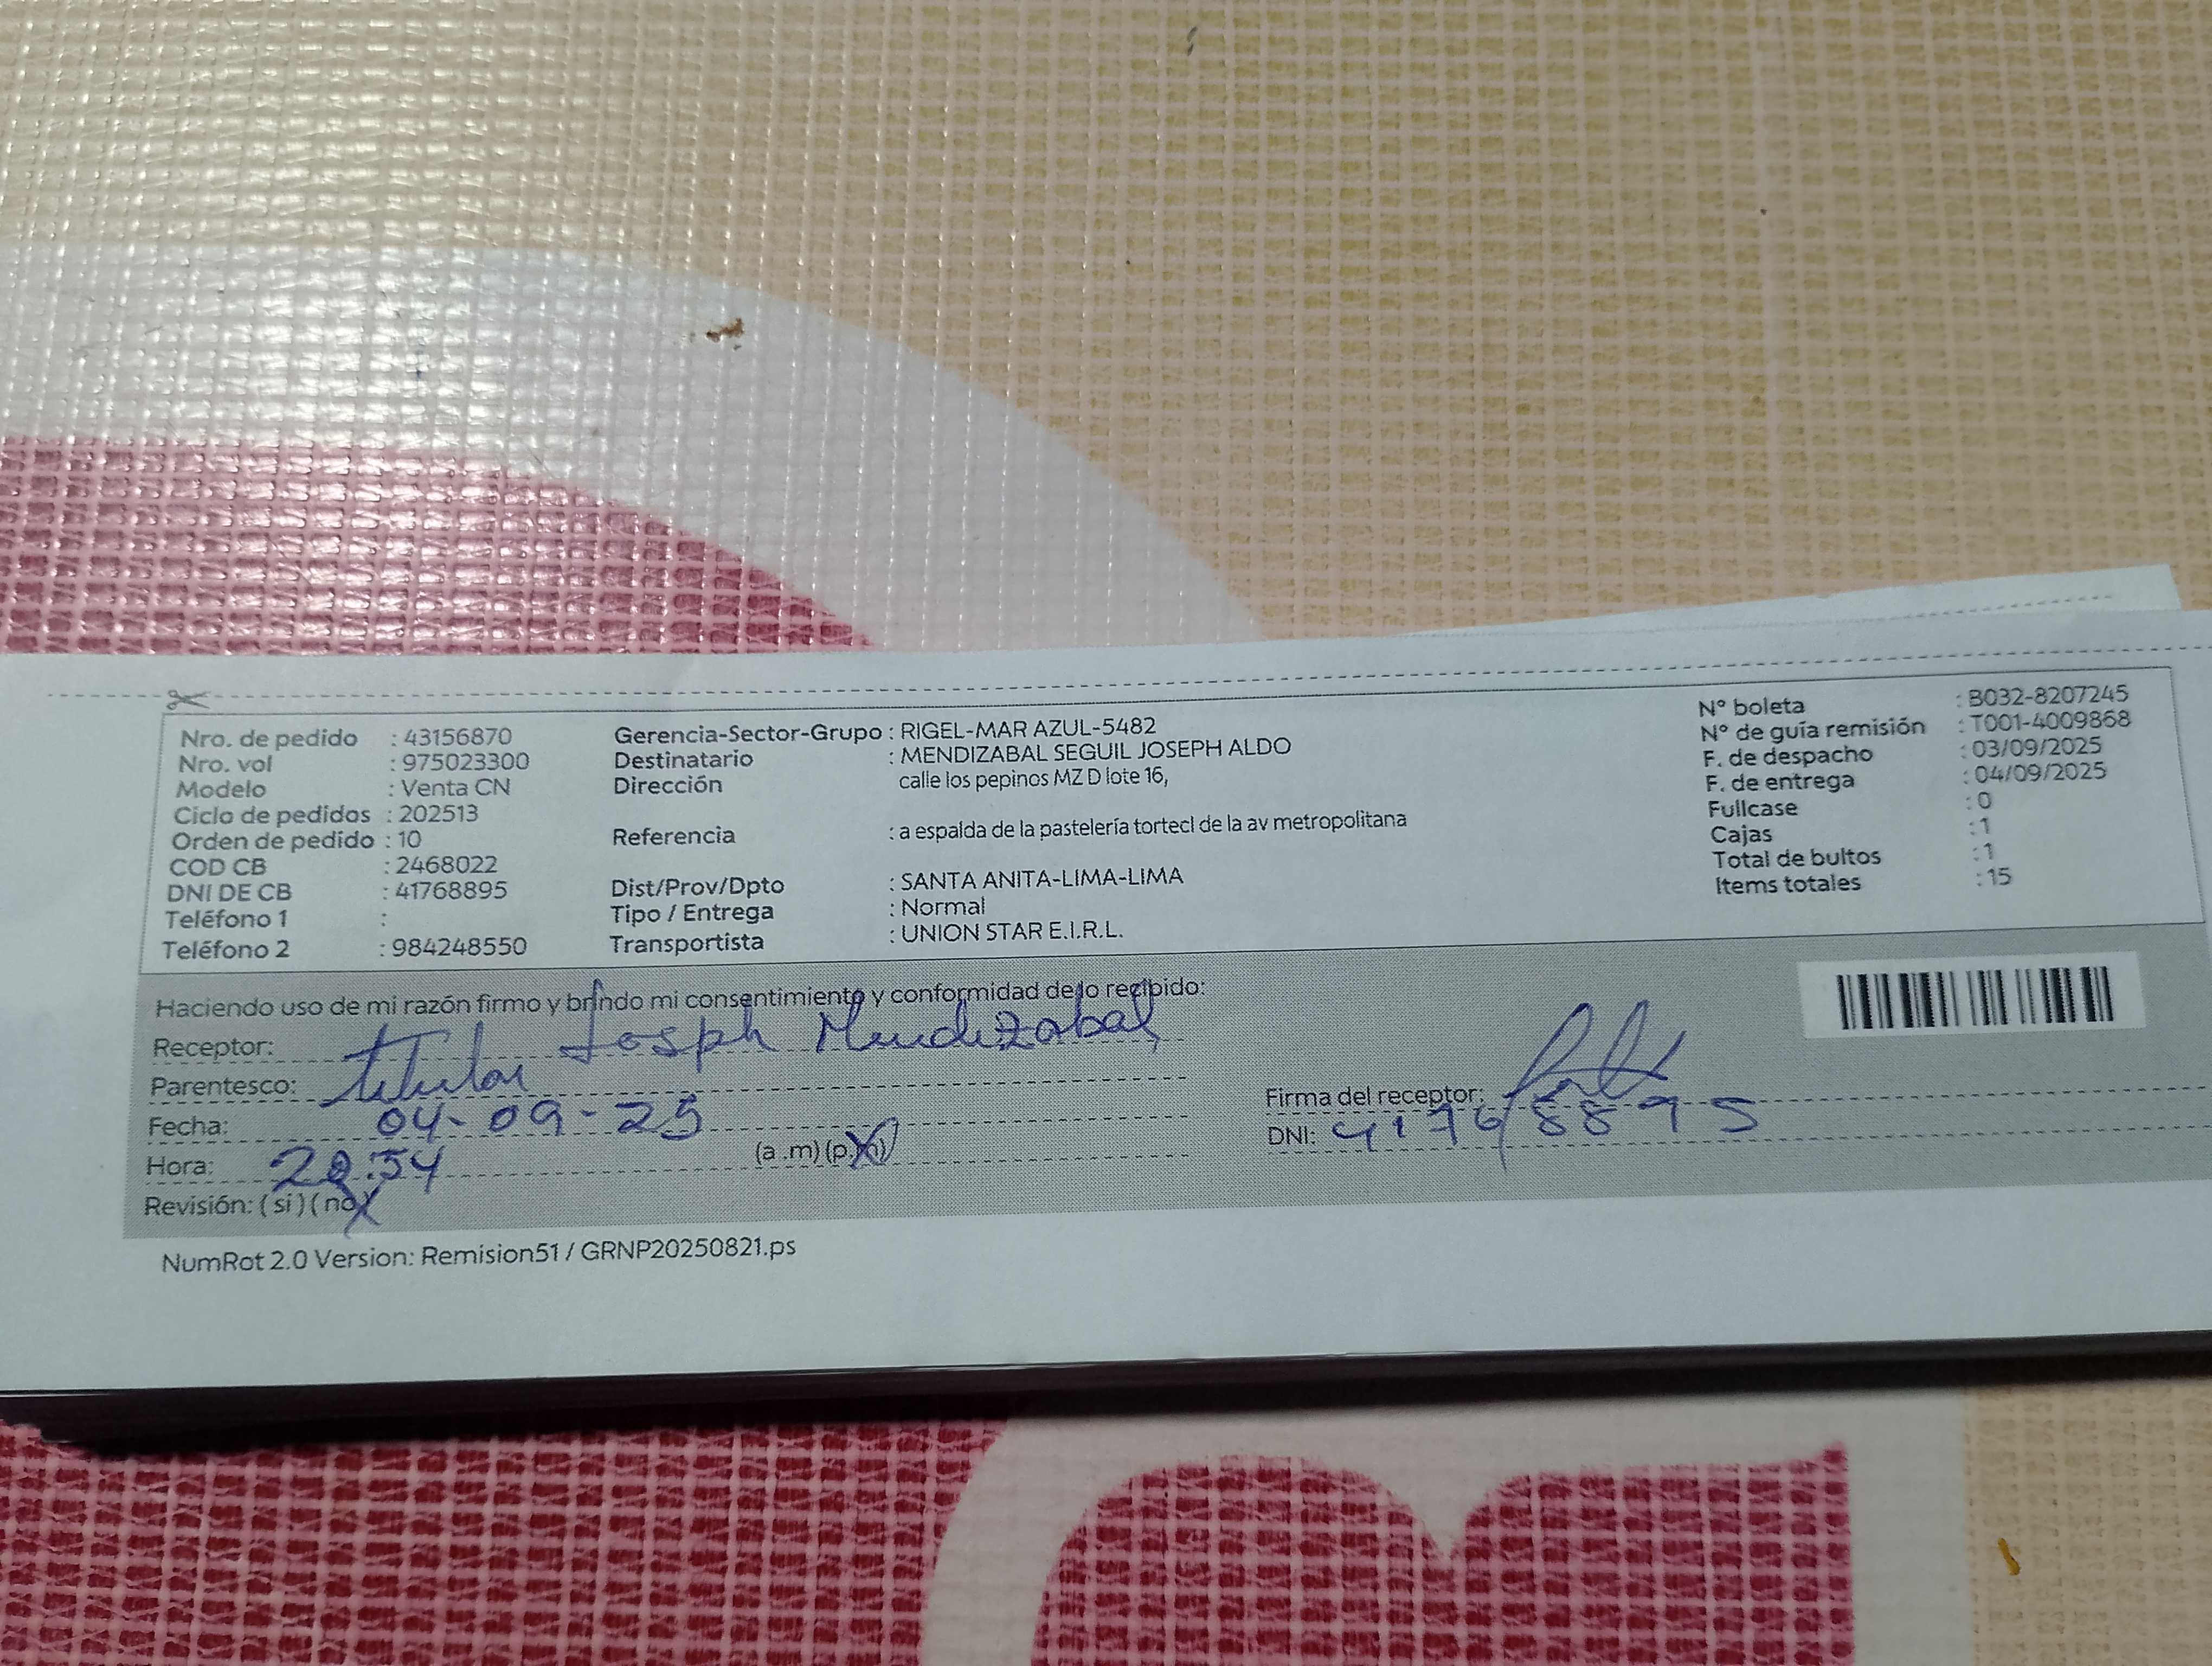 Nro. de pedido : 43156870
Nro. vol : 975023300
Modelo : Venta CN
Ciclo de pedidos : 202513
Orden de pedido : 10
COD CB : 2468022
DNI DE CB : 41768895
Teléfono 1 :
Teléfono 2 : 984248550
Gerencia-Sector-Grupo : RIGEL-MAR AZUL-5482
Destinatario : MENDIZABAL SEGUIL JOSEPH ALDO
Dirección calle los pepinos MZ D lote 16,
Referencia : a espalda de la pastelería tortecl de la av metropolitana
Dist/Prov/Dpto : SANTA ANITA-LIMA-LIMA
Tipo / Entrega : Normal
Transportista : UNION STAR E.I.R.L.
N° boleta : B032-8207245
N° de guía remisión : T001-4009868
F. de despacho : 03/09/2025
F. de entrega : 04/09/2025
Fullcase : 0
Cajas : 1
Total de bultos : 1
Items totales : 15
Haciendo uso de mi razón firmo y brindo mi consentimiento y conformidad de lo recibido:
Receptor: Joseph Mendizabal
Parentesco: titular
Fecha: 04-09-25
Hora: 20:54 (a.m) (p.m)
Revisión: ( si ) ( no )
Firma del receptor:
DNI: 41768895
NumRot 2.0 Version: Remision51 / GRNP20250821.ps